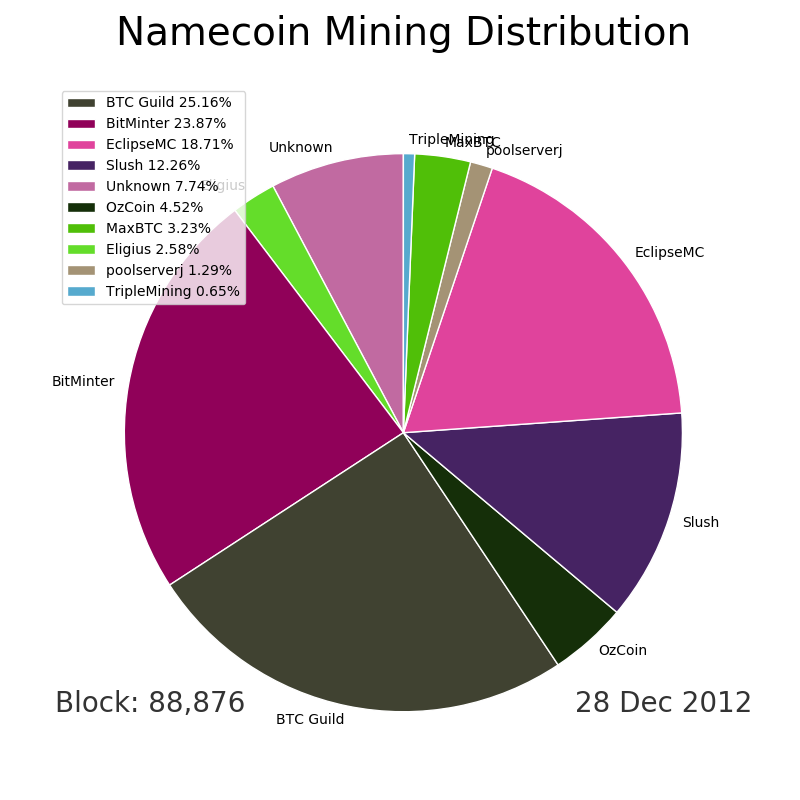 Namecoin Mining Distribution
BTC Guild 25.16%
BitMinter 23.87%
EclipseMC 18.71%
Slush 12.26%
Unknown 7.74%
OzCoin 4.52%
MaxBTC 3.23%
Eligius 2.58%
poolserverj 1.29%
TripleMining 0.65%
Unknown
TripleMining
MaxBTC
poolserverj
Eligius
EclipseMC
BitMinter
Slush
OzCoin
BTC Guild
Block: 88,876
28 Dec 2012